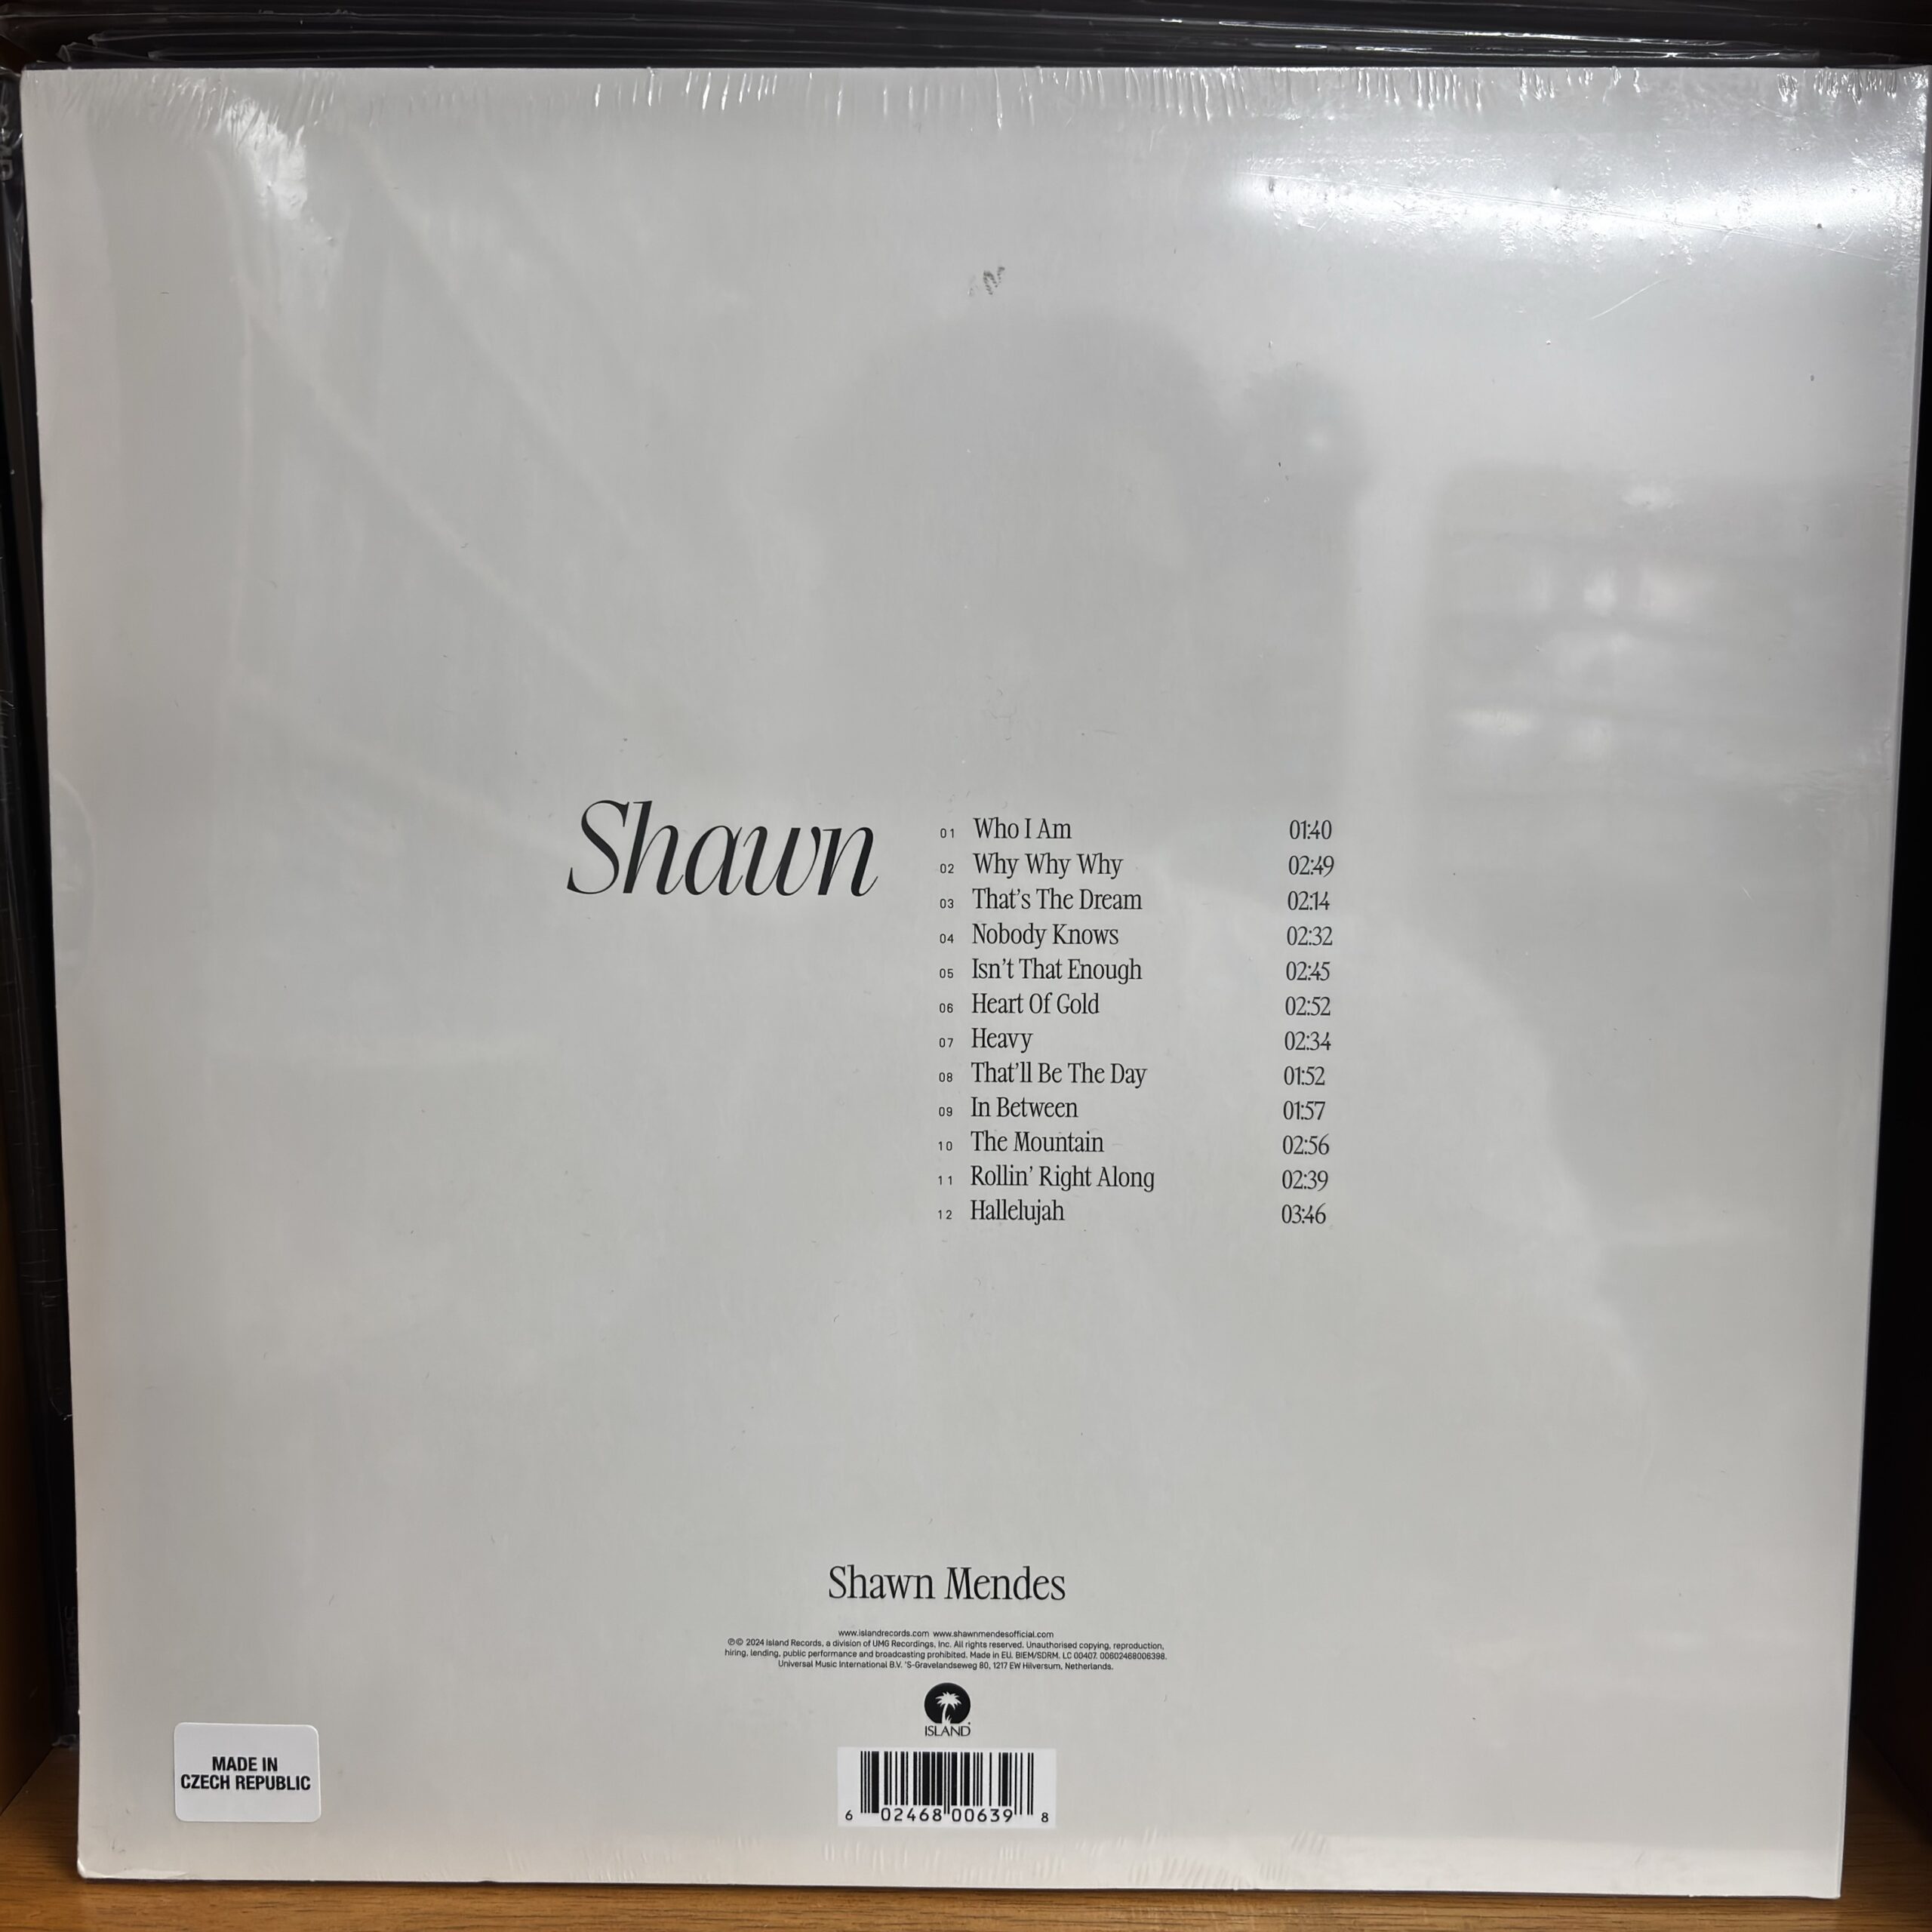 Shawn
01 Who I Am 01:40
02 Why Why Why 02:49
03 That's The Dream 02:14
04 Nobody Knows 02:32
05 Isn't That Enough 02:45
06 Heart Of Gold 02:52
07 Heavy 02:34
08 That'll Be The Day 01:52
09 In Between 01:57
10 The Mountain 02:56
11 Rollin' Right Along 02:39
12 Hallelujah 03:46
Shawn Mendes
www.islandrecords.com www.shawnmendesofficial.com
℗© 2024 Island Records, a division of UMG Recordings, Inc. All rights reserved. Unauthorised copying, reproduction,
hiring, lending, public performance and broadcasting prohibited. Made in EU. BIEM/SDRM. LC 00407. 00602468006398.
Universal Music International B.V. 'S-Gravelandseweg 80, 1217 EW Hilversum, Netherlands.
ISLAND
MADE IN
CZECH REPUBLIC
6 02468 00639 8